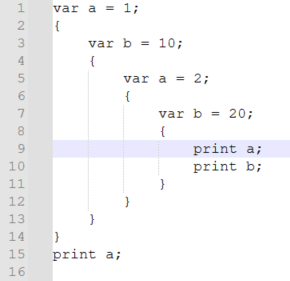 1 var a = 1;
2 {
3     var b = 10;
4     {
5         var a = 2;
6         {
7             var b = 20;
8             {
9                 print a;
10                 print b;
11             }
12         }
13     }
14 }
15 print a;
16